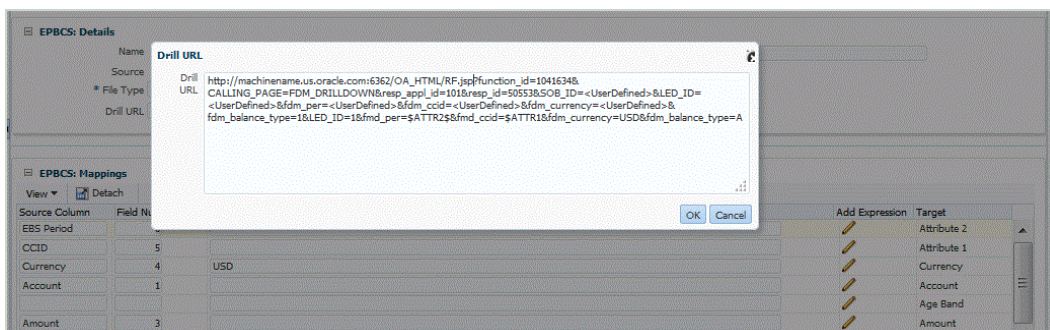 EPBCS: Details
Name
Source
* File Type
Drill URL
Drill URL
Drill
URL
http://machinename.us.oracle.com:6362/OA_HTML/RF.jsp?function_id=1041634&
CALLING_PAGE=FDM_DRILLDOWN&resp_appl_id=101&resp_id=50553&SOB_ID=<UserDefined>&LED_ID=
<UserDefined>&fdm_per=<UserDefined>&fdm_ccid=<UserDefined>&fdm_currency=<UserDefined>&
fdm_balance_type=1&LED_ID=1&fmd_per=$ATTR2$&fmd_ccid=$ATTR1&fdm_currency=USD&fdm_balance_type=A
OK Cancel
EPBCS: Mappings
View Detach
Source Column Field Nu Add Expression Target
EBS Period Attribute 2
CCID 5 Attribute 1
Currency 4 USD Currency
Account 1 Account
Age Band
Amount 3 Amount